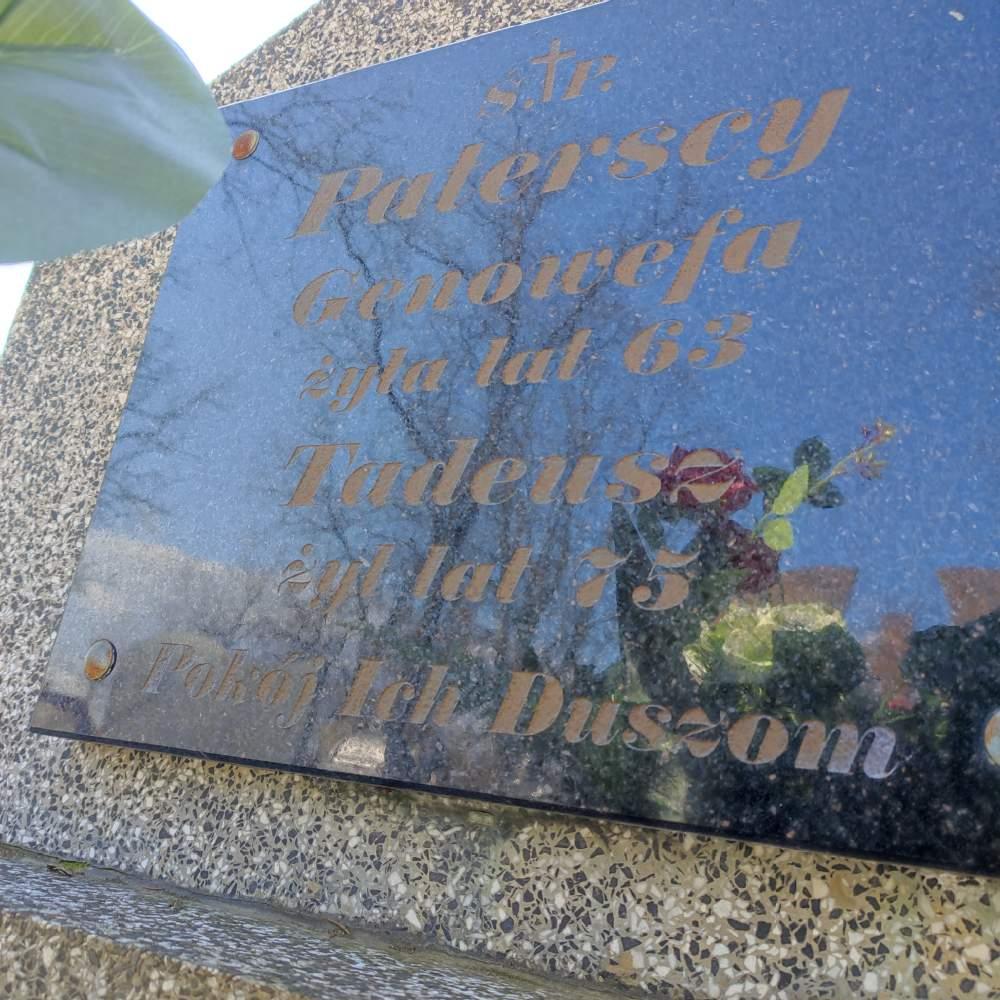 Ś.†P.
Paterscy
Genowefa
żyła lat 63
Tadeusz
żył lat 75
Pokój Ich Duszom